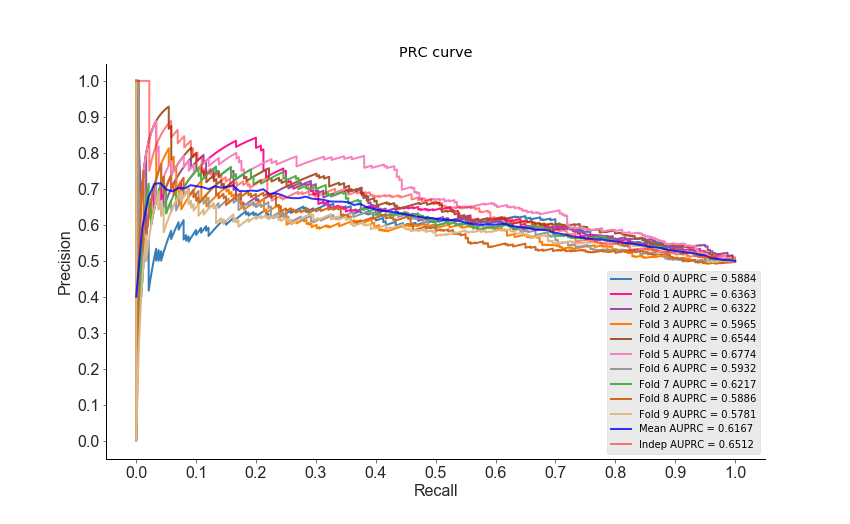 PRC curve
Precision
1.0
0.9
0.8
0.7
0.6
0.5
0.4
0.3
0.2
0.1
0.0
Fold 0 AUPRC = 0.5884
Fold 1 AUPRC = 0.6363
Fold 2 AUPRC = 0.6322
Fold 3 AUPRC = 0.5965
Fold 4 AUPRC = 0.6544
Fold 5 AUPRC = 0.6774
Fold 6 AUPRC = 0.5932
Fold 7 AUPRC = 0.6217
Fold 8 AUPRC = 0.5886
Fold 9 AUPRC = 0.5781
Mean AUPRC = 0.6167
Indep AUPRC = 0.6512
0.0 0.1 0.2 0.3 0.4 0.5 0.6 0.7 0.8 0.9 1.0
Recall